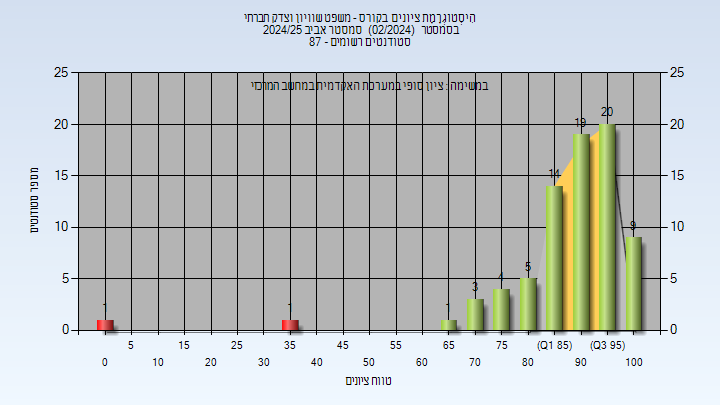 היסטוגרמת ציונים בקורס - משפט שוויון וצדק חברתי
בסמסטר (02/2024) סמסטר אביב 2024/25
סטודנטים רשומים - 87
במשימה : ציון סופי במערכת האקדמית במחשב המרכזי
מספר סטודנטים
25 25
20 20
15 15
10 10
5 5
0 0
1 1 1 3 4 5 14 19 20 9
5 15 25 35 45 55 65 75 (Q1 85) (Q3 95)
0 10 20 30 40 50 60 70 80 90 100
טווח ציונים